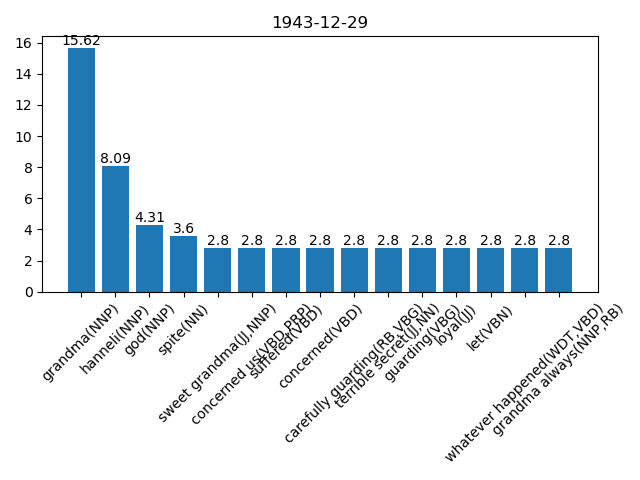 1943-12-29
16
14
12
10
8
6
4
2
0
15.62
8.09
4.31
3.6
2.8
2.8
2.8
2.8
2.8
2.8
2.8
2.8
2.8
2.8
2.8
grandma(NNP)
hanneli(NNP)
god(NNP)
spite(NN)
sweet grandma(JJ,NNP)
concerned us(VBD,PRP)
suffered(VBD)
concerned(VBD)
carefully guarding(RB,VBG)
terrible secret(JJ,NN)
guarding(VBG)
loyal(JJ)
let(VBN)
whatever happened(WDT,VBD)
grandma always(NNP,RB)